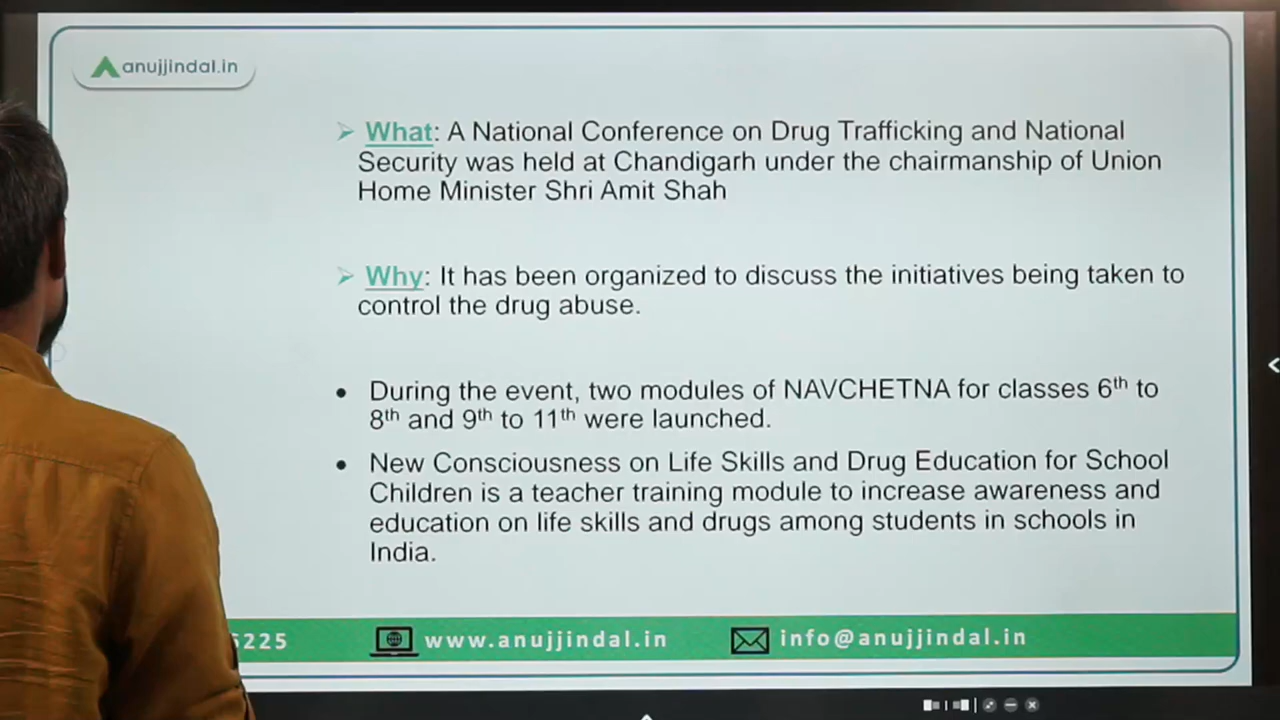 anujjindal.in
➢ What: A National Conference on Drug Trafficking and National
Security was held at Chandigarh under the chairmanship of Union
Home Minister Shri Amit Shah
➢ Why: It has been organized to discuss the initiatives being taken to
control the drug abuse.
• During the event, two modules of NAVCHETNA for classes 6th to
8th and 9th to 11th were launched.
• New Consciousness on Life Skills and Drug Education for School
Children is a teacher training module to increase awareness and
education on life skills and drugs among students in schools in
India.
5225 www.anujjindal.in info@anujjindal.in